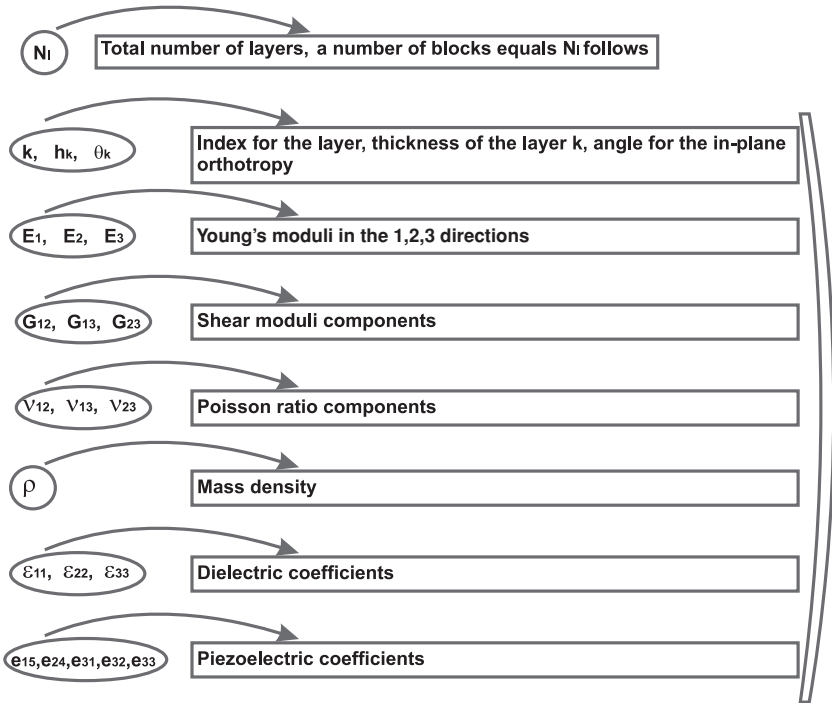 Nl Total number of layers, a number of blocks equals Nl follows
k, hk, θk Index for the layer, thickness of the layer k, angle for the in-plane
orthotropy
E1, E2, E3 Young's moduli in the 1,2,3 directions
G12, G13, G23 Shear moduli components
ν12, ν13, ν23 Poisson ratio components
ρ Mass density
ε11, ε22, ε33 Dielectric coefficients
e15,e24,e31,e32,e33 Piezoelectric coefficients